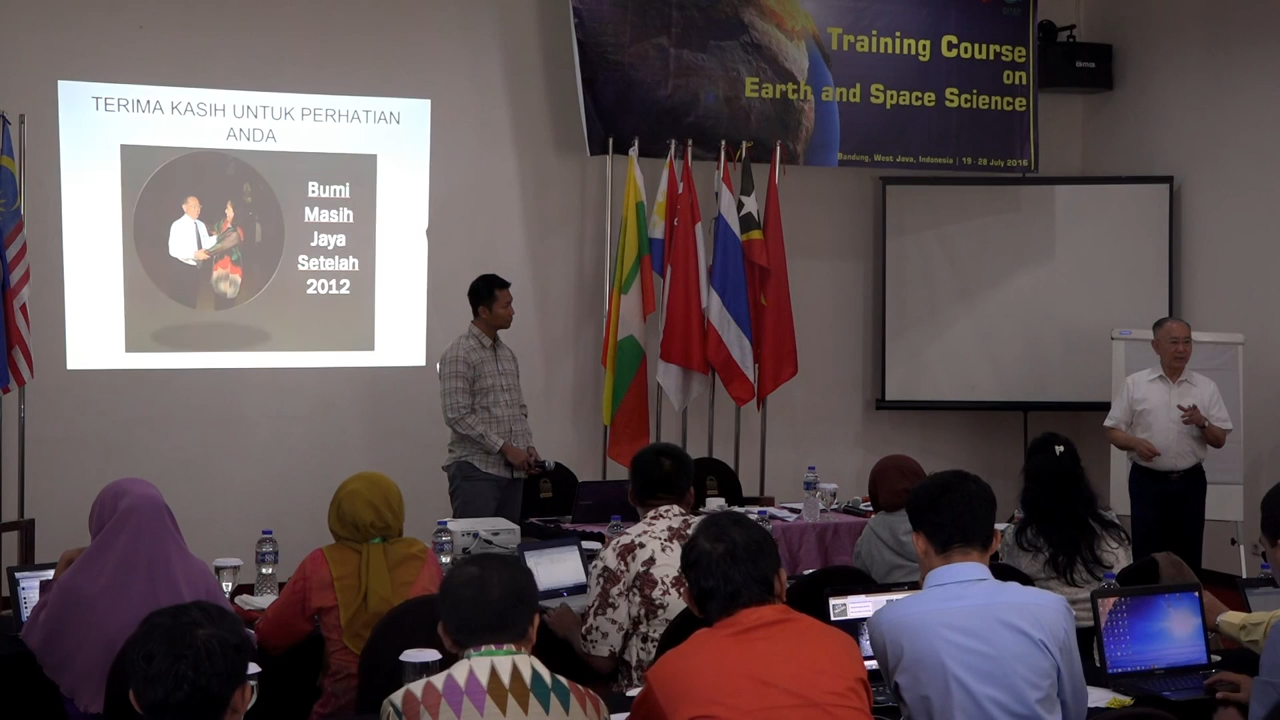 TERIMA KASIH UNTUK PERHATIAN
ANDA
Bumi
Masih
Jaya
Setelah
2012
Training Course
on
Earth and Space Science
Bandung, West Java, Indonesia | 19 - 28 July 2016